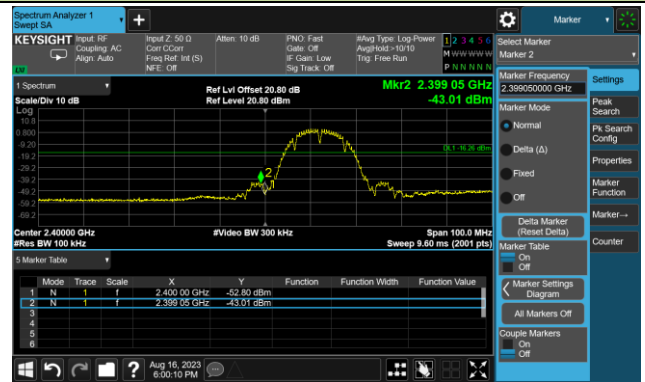 Spectrum Analyzer 1
Swept SA
Marker
KEYSIGHT
Input: RF
Coupling: AC
Align: Auto
Input Z: 50 Ω
Corr CCorr
Freq Ref: Int (S)
NFE: Off
Atten: 10 dB
PNO: Fast
Gate: Off
IF Gain: Low
Sig Track: Off
#Avg Type: Log-Power
Avg|Hold:>10/10
Trig: Free Run
1 2 3 4 5 6
M W W W W W
P N N N N N
Select Marker
Marker 2
1 Spectrum
Scale/Div 10 dB
Ref Lvl Offset 20.80 dB
Ref Level 20.80 dBm
Mkr2 2.399 05 GHz
-43.01 dBm
Log
10.8
0.800
-9.20
-19.2
-29.2
-39.2
-49.2
-59.2
-69.2
DL1 -16.26 dBm
2
Center 2.40000 GHz
#Res BW 100 kHz
#Video BW 300 kHz
Span 100.0 MHz
Sweep 9.60 ms (2001 pts)
5 Marker Table
Mode Trace Scale X Y Function Function Width Function Value
1 N 1 f 2.400 00 GHz -52.80 dBm
2 N 1 f 2.399 05 GHz -43.01 dBm
3
4
5
6
Marker Frequency
2.399050000 GHz
Marker Mode
Normal
Delta (Δ)
Fixed
Off
Delta Marker
(Reset Delta)
Marker Table
On
Off
Marker Settings
Diagram
All Markers Off
Couple Markers
On
Off
Settings
Peak
Search
Pk Search
Config
Properties
Marker
Function
Marker→
Counter
Aug 16, 2023
6:00:10 PM